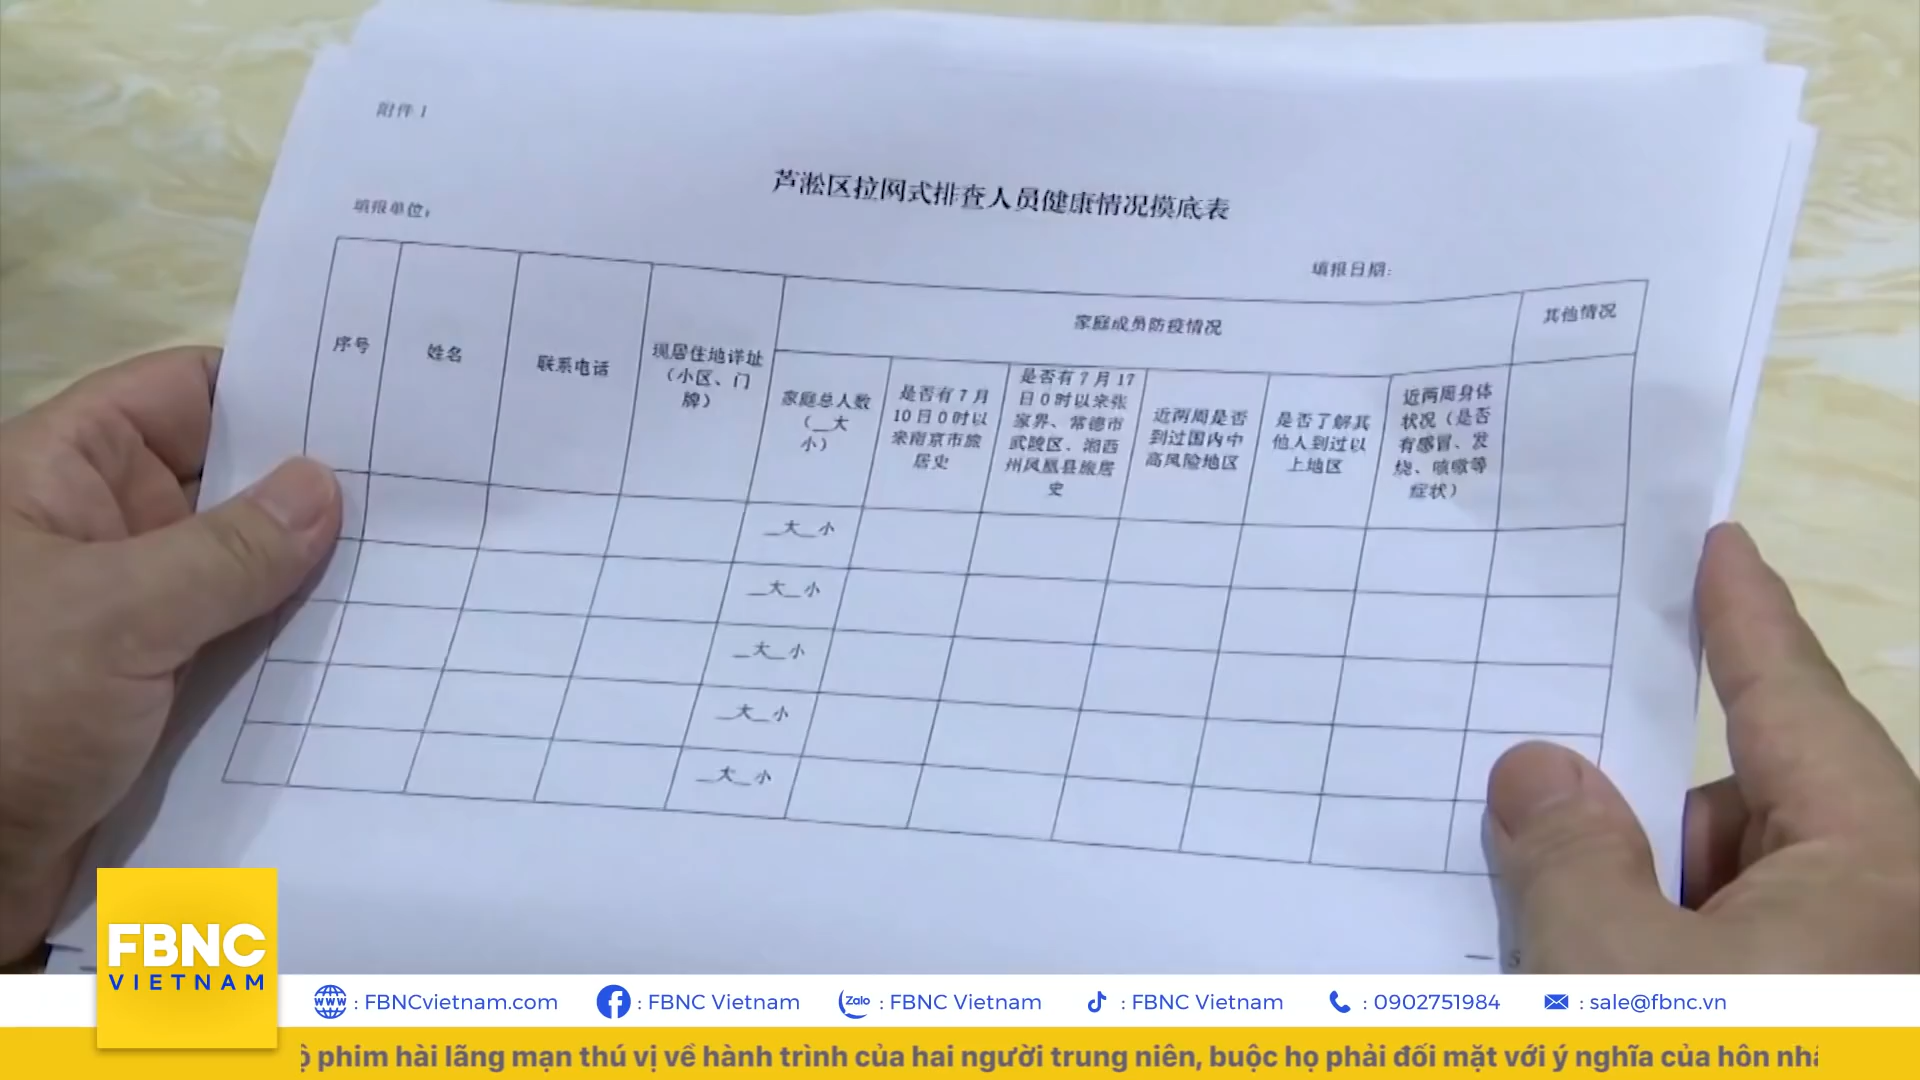 附件 1
芦淞区拉网式排查人员健康情况摸底表
填报单位:
填报日期:
序号
姓名
联系电话
现居住地详址
(小区、门
牌)
家庭成员防疫情况
其他情况
家庭总人数
(__大
小)
是否有 7 月
10 日 0 时以
来南京市旅
居史
是否有 7 月 17
日 0 时以来张
家界、常德市
武陵区、湘西
州凤凰县旅居
史
近两周是否
到过国内中
高风险地区
是否了解其
他人到过以
上地区
近两周身体
状况(是否
有感冒、发
烧、咳嗽等
症状)
__大__小
__大__小
__大__小
__大__小
__大__小
— 5
FBNC
VIETNAM
: FBNCvietnam.com
: FBNC Vietnam
Zalo : FBNC Vietnam
: FBNC Vietnam
: 0902751984
: sale@fbnc.vn
phim hài lãng mạn thú vị về hành trình của hai người trung niên, buộc họ phải đối mặt với ý nghĩa của hôn